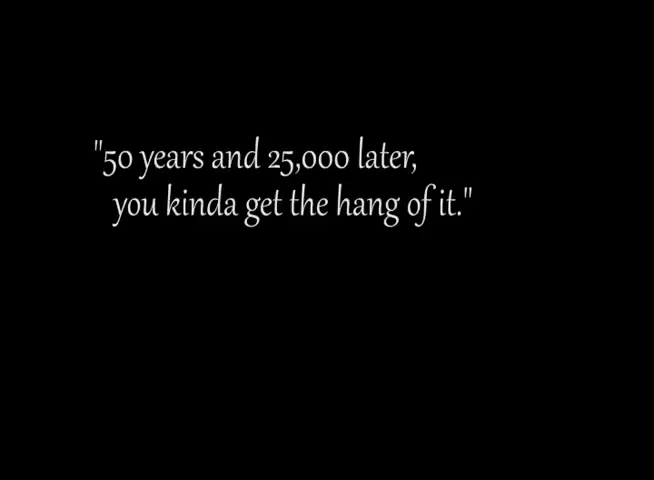 "50 years and 25,000 later,
you kinda get the hang of it."